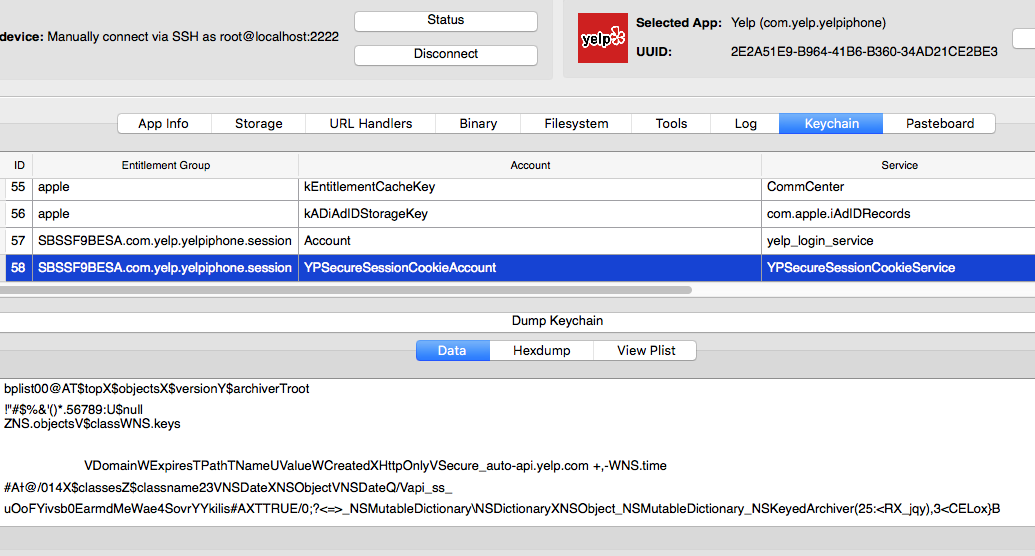 Status
device: Manually connect via SSH as root@localhost:2222
Disconnect
yelp
Selected App: Yelp (com.yelp.yelpiphone)
UUID: 2E2A51E9-B964-41B6-B360-34AD21CE2BE3
App Info Storage URL Handlers Binary Filesystem Tools Log Keychain Pasteboard
ID Entitlement Group Account Service
55 apple kEntitlementCacheKey CommCenter
56 apple kADiAdIDStorageKey com.apple.iAdIDRecords
57 SBSSF9BESA.com.yelp.yelpiphone.session Account yelp_login_service
58 SBSSF9BESA.com.yelp.yelpiphone.session YPSecureSessionCookieAccount YPSecureSessionCookieService
Dump Keychain
Data Hexdump View Plist
bplist00@AT$topX$objectsX$versionY$archiverTroot
!"#$%&'()*.56789:U$null
ZNS.objectsV$classWNS.keys
VDomainWExpiresTPathTNameUValueWCreatedXHttpOnlyVSecure_auto-api.yelp.com +,-WNS.time
#Ał@/014X$classesZ$classname23VNSDateXNSObjectVNSDateQ/Vapi_ss_
uOoFYivsb0EarmdMeWae4SovrYYkilis#AXTTRUE/0;?<=>_NSMutableDictionary\NSDictionaryXNSObject_NSMutableDictionary_NSKeyedArchiver(25:<RX_jqy),3<CELox}B